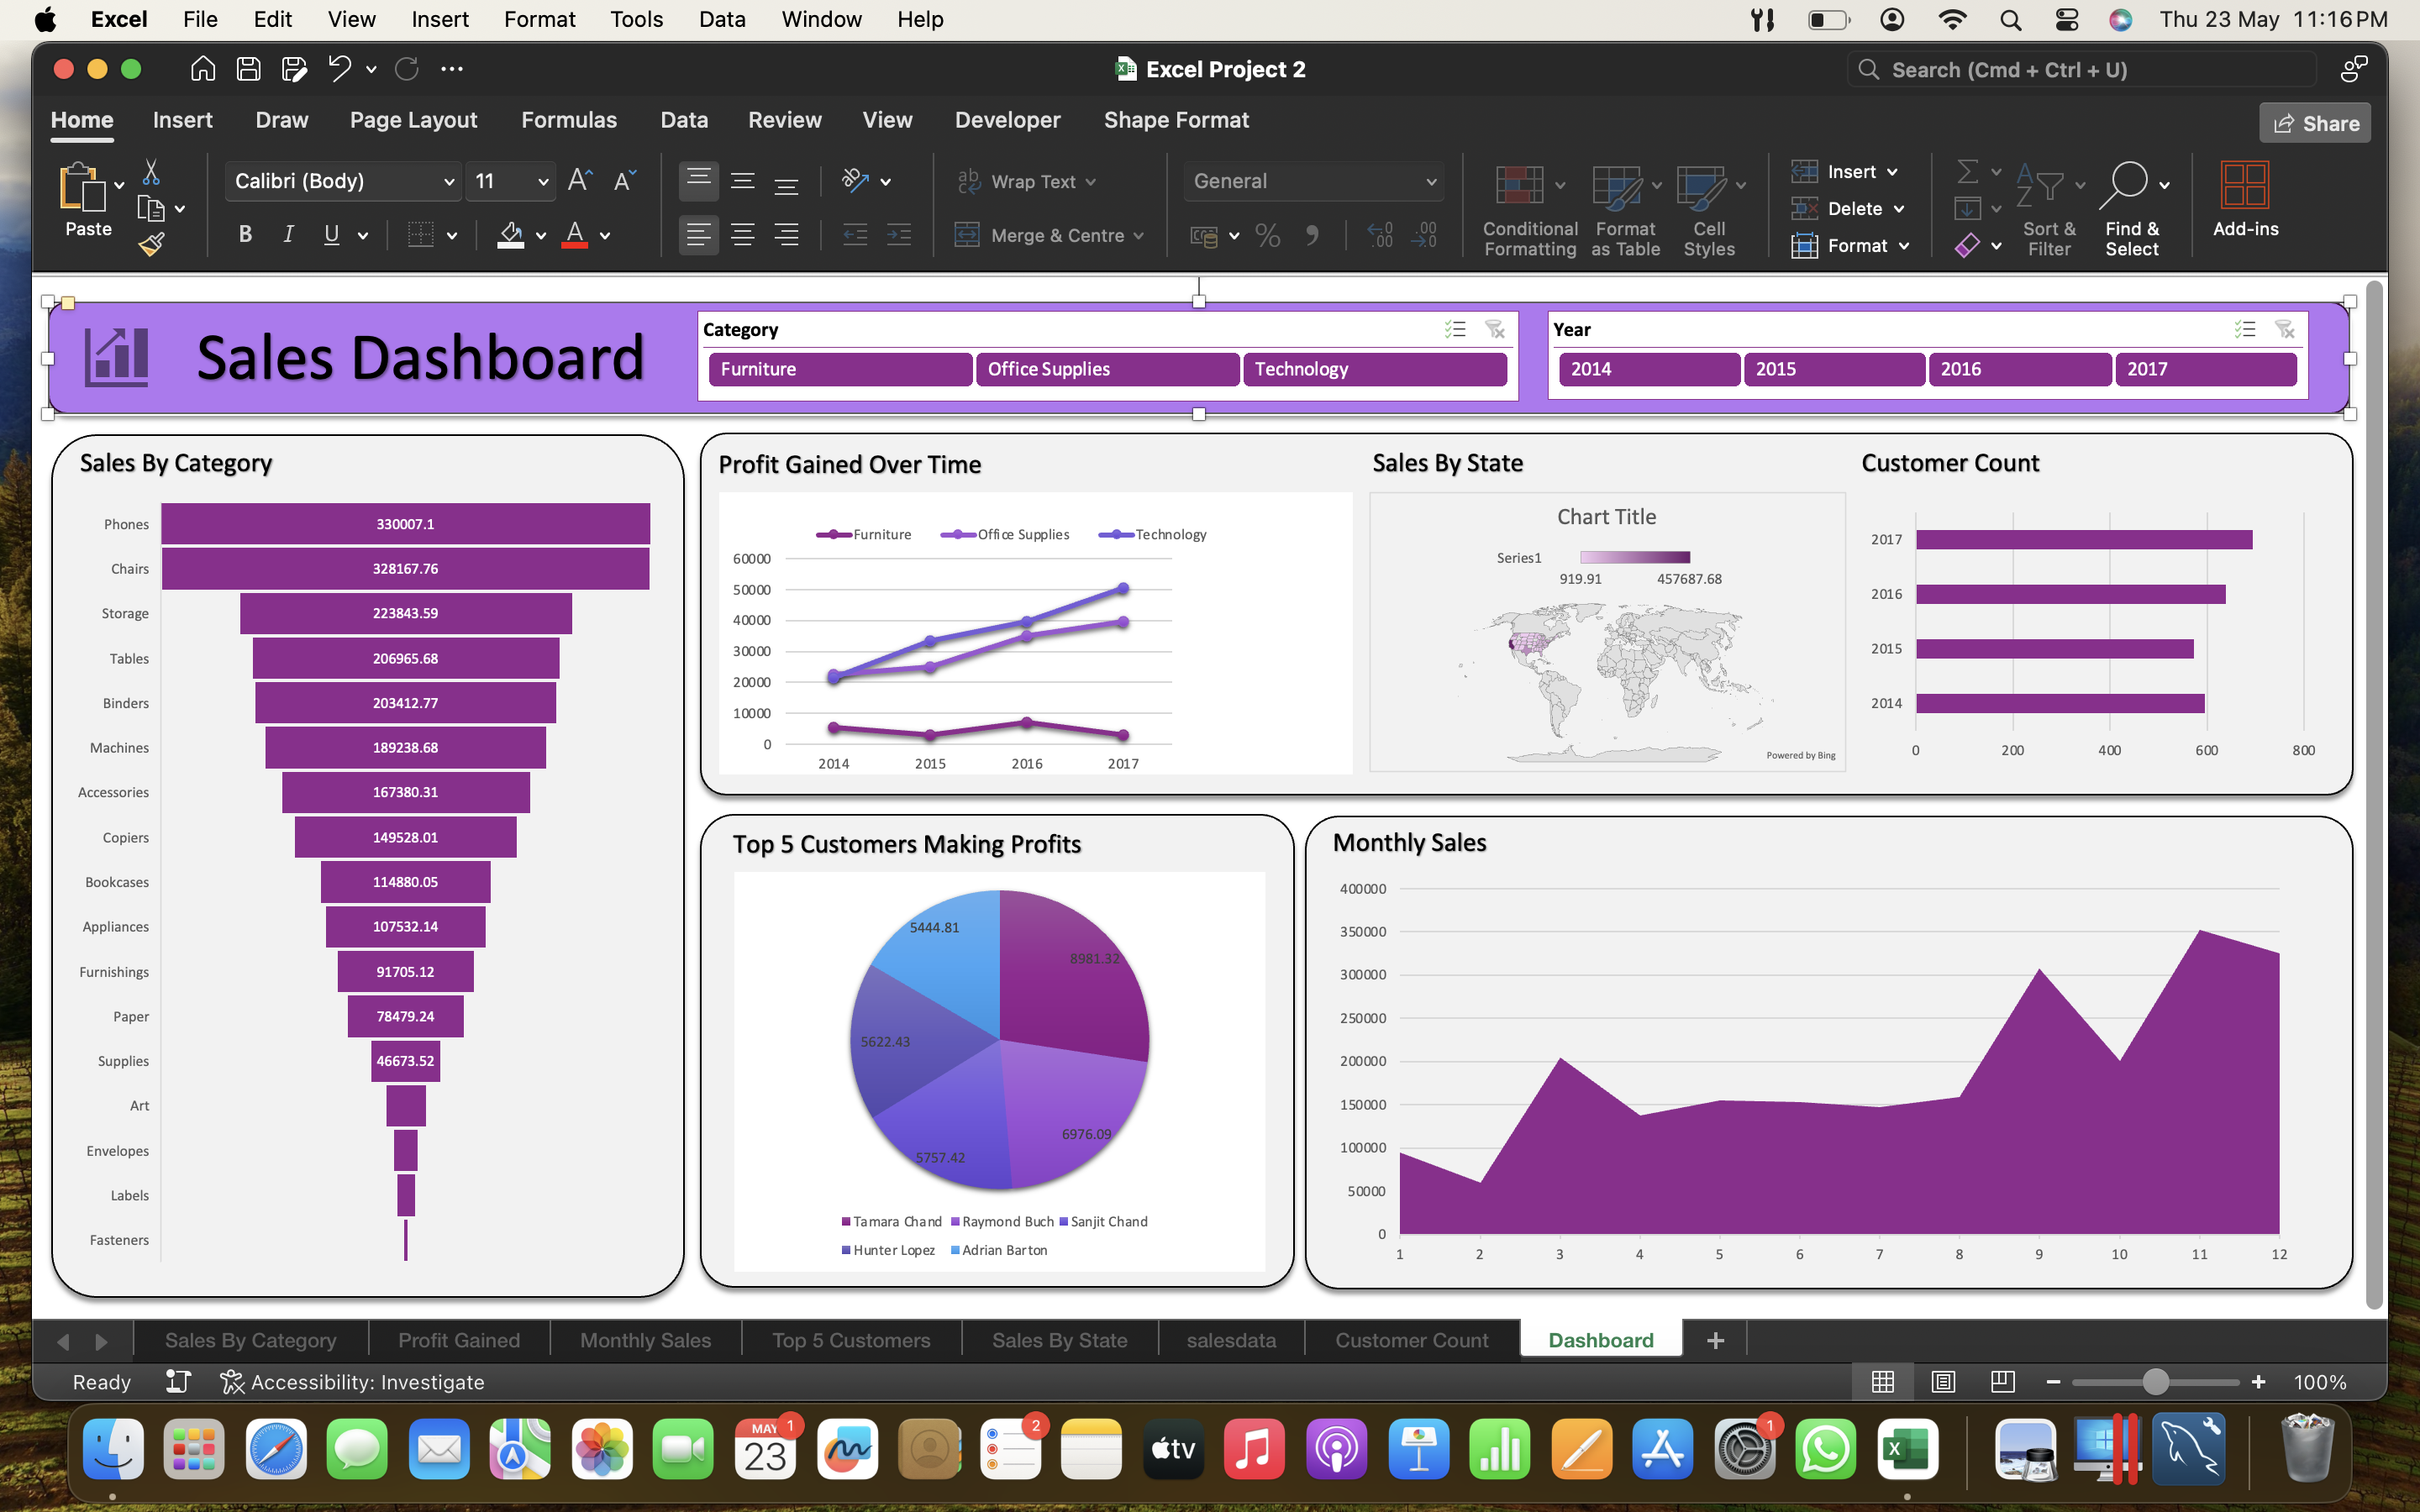 Excel File Edit View Insert Format Tools Data Window Help Thu 23 May 11:16 PM
Excel Project 2
Search (Cmd + Ctrl + U)
Home Insert Draw Page Layout Formulas Data Review View Developer Shape Format Share
Paste
Calibri (Body) 11
B I U
Wrap Text
Merge & Centre
General
Conditional Formatting
Format as Table
Cell Styles
Insert
Delete
Format
Sort & Filter
Find & Select
Add-ins
Sales Dashboard
Category
Furniture Office Supplies Technology
Year
2014 2015 2016 2017
Sales By Category
Phones 330007.1
Chairs 328167.76
Storage 223843.59
Tables 206965.68
Binders 203412.77
Machines 189238.68
Accessories 167380.31
Copiers 149528.01
Bookcases 114880.05
Appliances 107532.14
Furnishings 91705.12
Paper 78479.24
Supplies 46673.52
Art
Envelopes
Labels
Fasteners
Profit Gained Over Time
Furniture Office Supplies Technology
60000
50000
40000
30000
20000
10000
0
2014 2015 2016 2017
Sales By State
Chart Title
Series1
919.91 457687.68
Powered by Bing
Customer Count
2017
2016
2015
2014
0 200 400 600 800
Top 5 Customers Making Profits
5444.81
8981.32
5622.43
6976.09
5757.42
Tamara Chand Raymond Buch Sanjit Chand
Hunter Lopez Adrian Barton
Monthly Sales
400000
350000
300000
250000
200000
150000
100000
50000
0
1 2 3 4 5 6 7 8 9 10 11 12
Sales By Category Profit Gained Monthly Sales Top 5 Customers Sales By State salesdata Customer Count Dashboard +
Ready Accessibility: Investigate 100%
MAY 1
23
2
tv
1
X